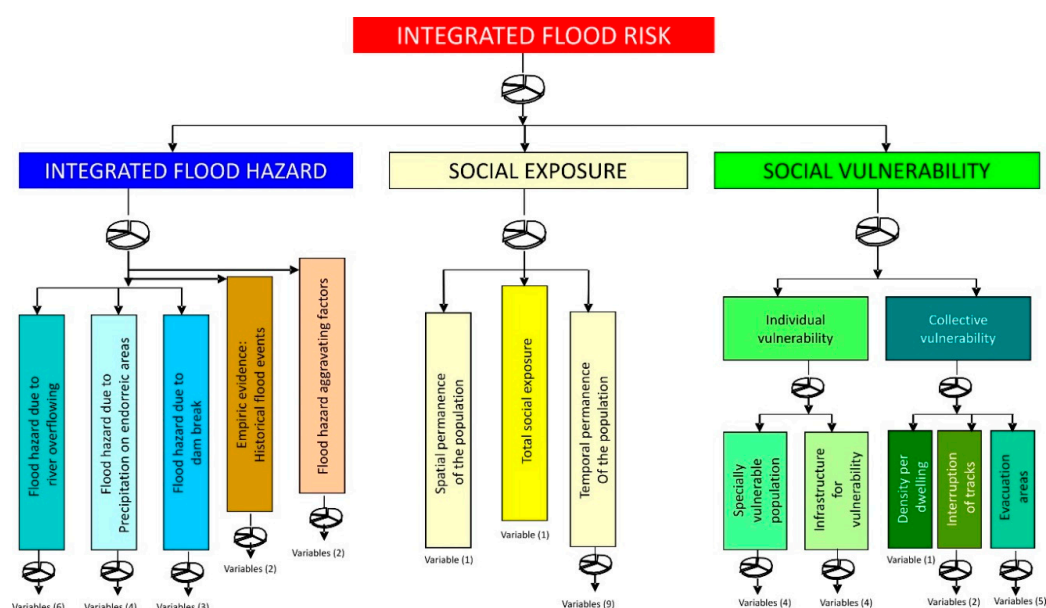 INTEGRATED FLOOD RISK
INTEGRATED FLOOD HAZARD
SOCIAL EXPOSURE
SOCIAL VULNERABILITY
Flood hazard due to
river overflowing
Flood hazard due to
Precipitation on endorreic areas
Flood hazard due to
dam break
Empiric evidence:
Historical flood events
Flood hazard aggravating factors
Spatial permanence
of the population
Total social exposure
Temporal permanence
Of the population
Individual
vulnerability
Collective
vulnerability
Specially
vulnerable
population
Infrastructure
for
vulnerability
Density per
dwelling
Interruption
of tracks
Evacuation
areas
Variables (6)
Variables (4)
Variables (3)
Variables (2)
Variables (2)
Variable (1)
Variable (1)
Variables (9)
Variables (4)
Variables (4)
Variable (1)
Variables (2)
Variables (5)